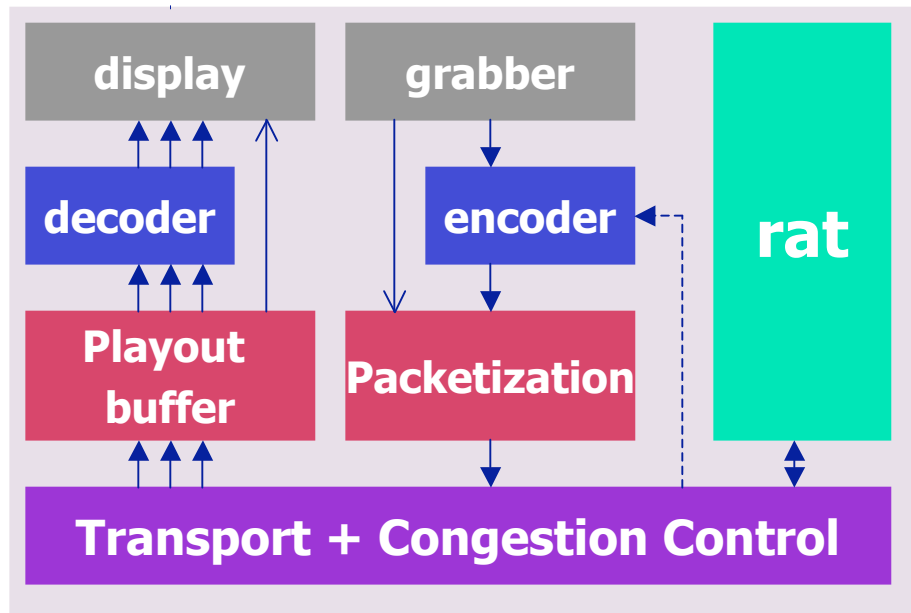 display
grabber
rat
decoder
encoder
Playout
buffer
Packetization
Transport + Congestion Control